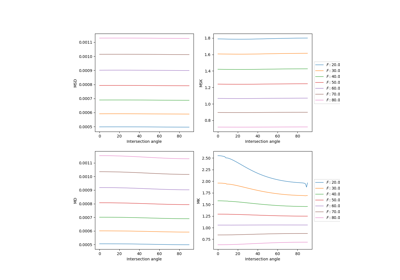 0.0011
0.0010
0.0009
0.0008
0.0007
0.0006
0.0005
MSD
0 20 40 60 80
Intersection angle
1.8
1.6
1.4
1.2
1.0
0.8
MSK
0 20 40 60 80
Intersection angle
F: 20.0
F: 30.0
F: 40.0
F: 50.0
F: 60.0
F: 70.0
F: 80.0
0.0011
0.0010
0.0009
0.0008
0.0007
0.0006
0.0005
MD
0 20 40 60 80
Intersection angle
2.50
2.25
2.00
1.75
1.50
1.25
1.00
0.75
MK
0 20 40 60 80
Intersection angle
F: 20.0
F: 30.0
F: 40.0
F: 50.0
F: 60.0
F: 70.0
F: 80.0